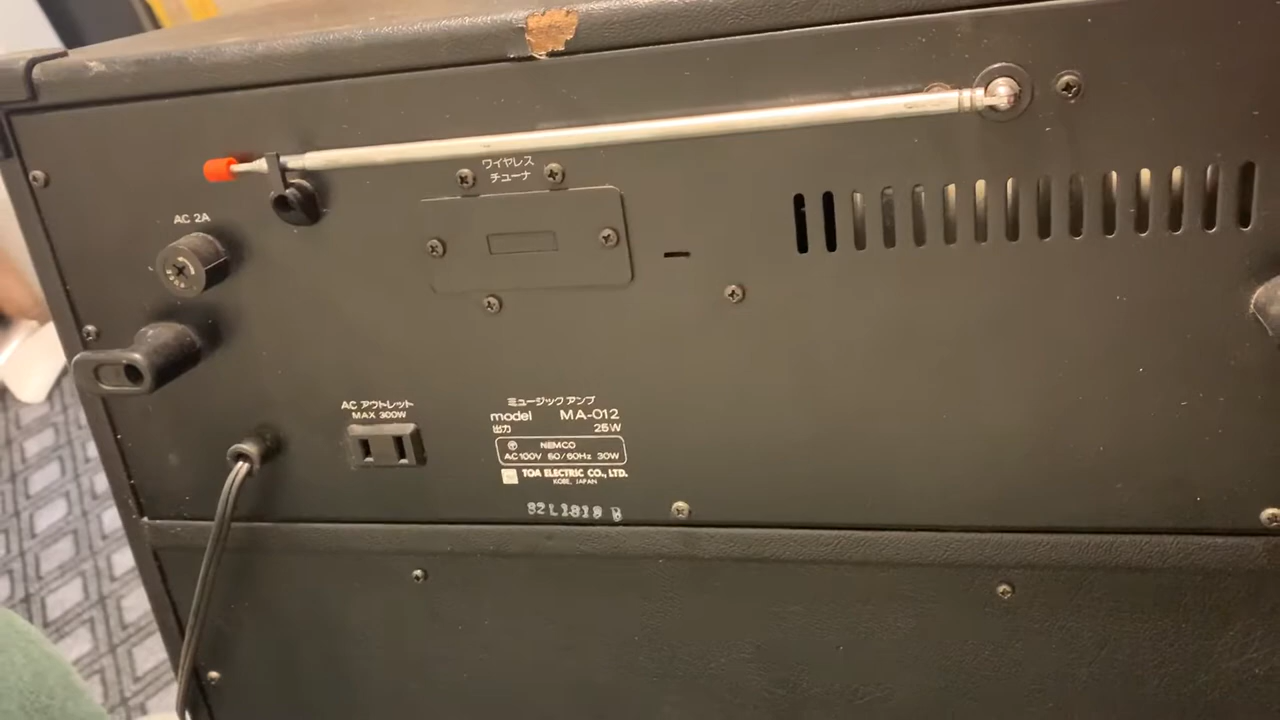 ワイヤレス
チューナ
AC 2A
AC アウトレット
MAX 300W
ミュージックアンプ
model MA-012
出力 25W
NEMCO
AC100V 50/60Hz 30W
TOA ELECTRIC CO., LTD.
KOBE, JAPAN
82L1818 B